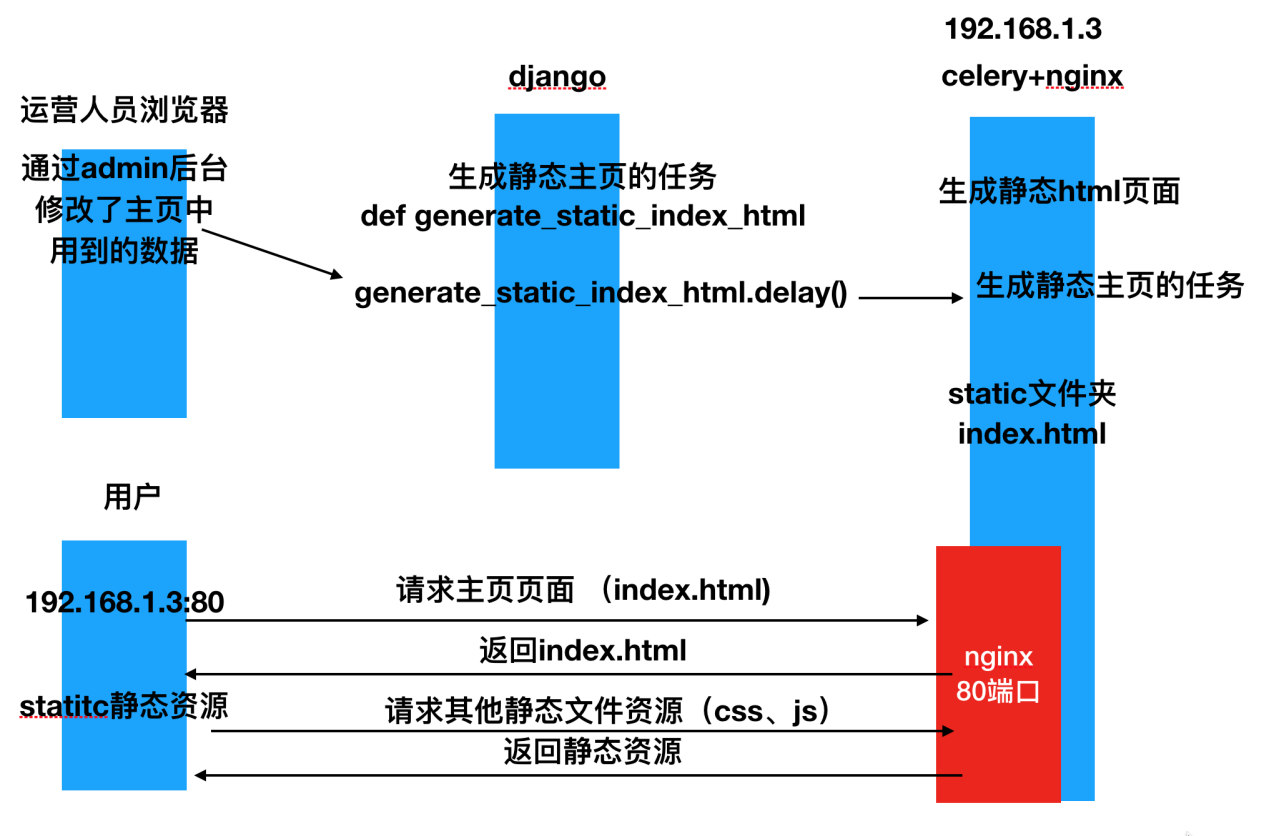 192.168.1.3
celery+nginx
django
运营人员浏览器
通过admin后台
修改了主页中
用到的数据
生成静态主页的任务
def generate_static_index_html
generate_static_index_html.delay()
生成静态html页面
生成静态主页的任务
static文件夹
index.html
用户
192.168.1.3:80
请求主页页面 （index.html)
返回index.html
nginx
80端口
statitc静态资源
请求其他静态文件资源（css、js）
返回静态资源